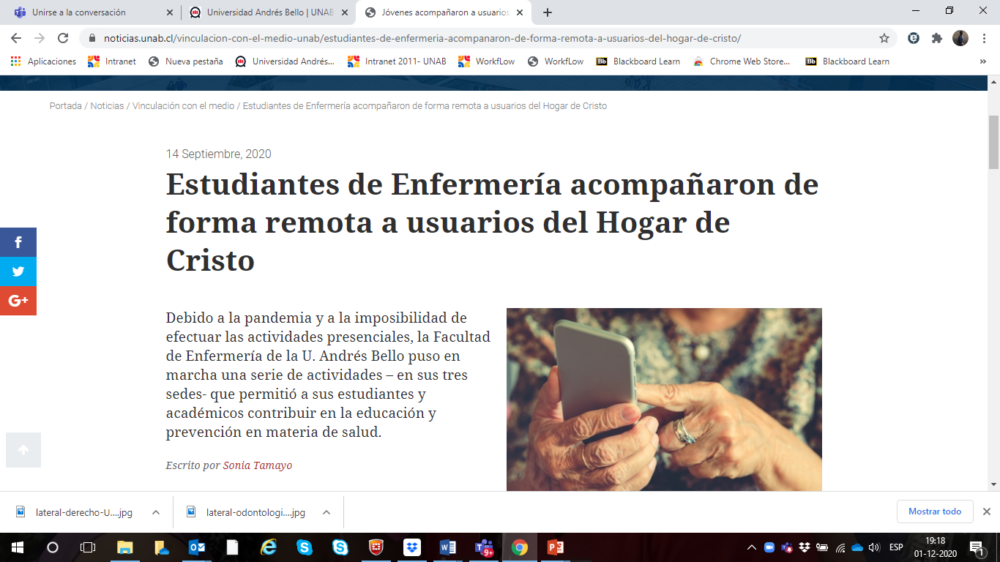 Unirse a la conversación
Universidad Andrés Bello | UNAB
Jóvenes acompañaron a usuarios
noticias.unab.cl/vinculacion-con-el-medio-unab/estudiantes-de-enfermeria-acompanaron-de-forma-remota-a-usuarios-del-hogar-de-cristo/
Aplicaciones Intranet Nueva pestaña Universidad Andrés... Intranet 2011- UNAB WorkfLow WorkfLow Bb Blackboard Learn Chrome Web Store... Bb Blackboard Learn »
Portada / Noticias / Vinculación con el medio / Estudiantes de Enfermería acompañaron de forma remota a usuarios del Hogar de Cristo
14 Septiembre, 2020
Estudiantes de Enfermería acompañaron de
forma remota a usuarios del Hogar de
Cristo
f
G+
Debido a la pandemia y a la imposibilidad de
efectuar las actividades presenciales, la Facultad
de Enfermería de la U. Andrés Bello puso en
marcha una serie de actividades – en sus tres
sedes- que permitió a sus estudiantes y
académicos contribuir en la educación y
prevención en materia de salud.
Escrito por Sonia Tamayo
lateral-derecho-U....jpg
lateral-odontologi....jpg
Mostrar todo
9+
ESP
19:18
01-12-2020
1